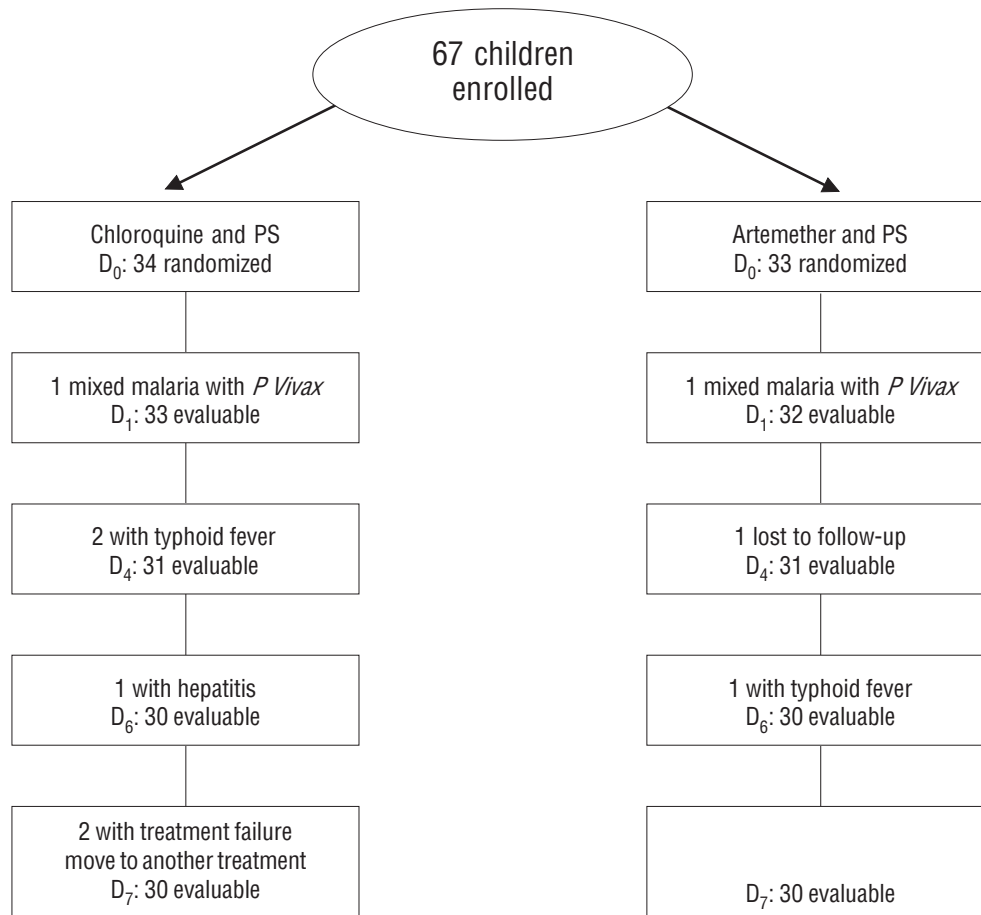 67 children
enrolled
Chloroquine and PS
D₀: 34 randomized
1 mixed malaria with P Vivax
D₁: 33 evaluable
2 with typhoid fever
D₄: 31 evaluable
1 with hepatitis
D₆: 30 evaluable
2 with treatment failure
move to another treatment
D₇: 30 evaluable
Artemether and PS
D₀: 33 randomized
1 mixed malaria with P Vivax
D₁: 32 evaluable
1 lost to follow-up
D₄: 31 evaluable
1 with typhoid fever
D₆: 30 evaluable
D₇: 30 evaluable